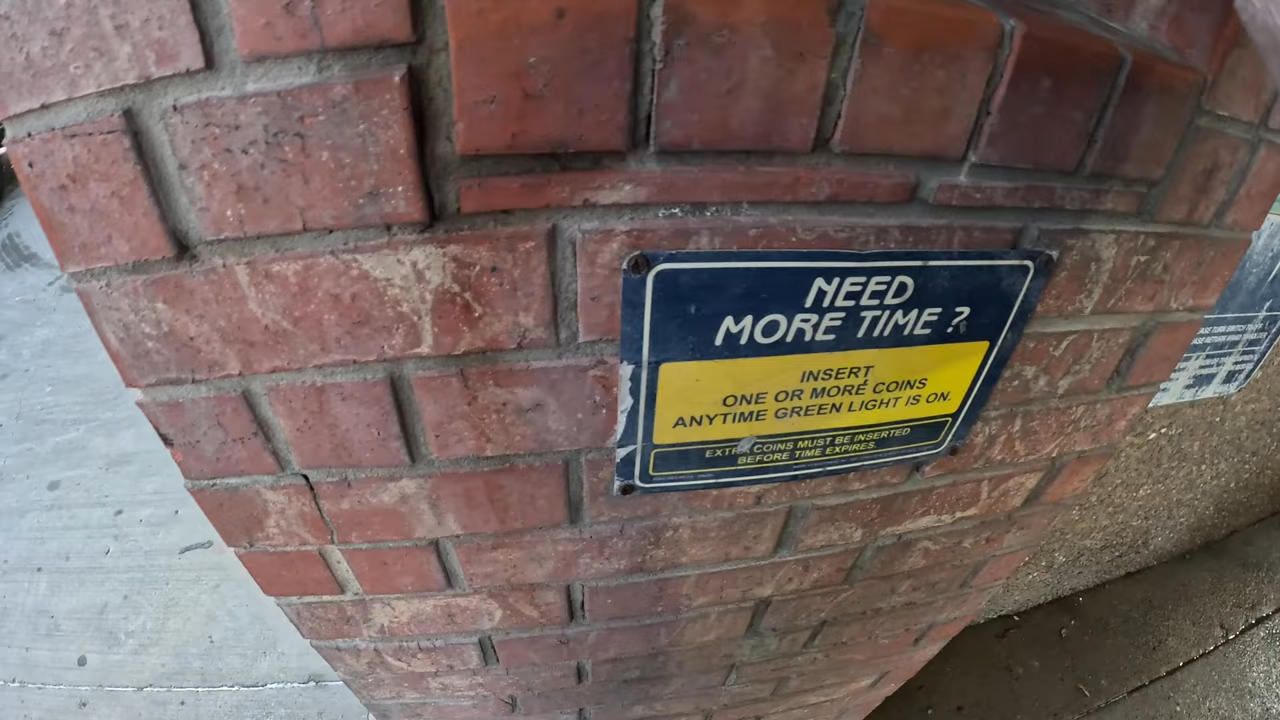 NEED
MORE TIME ?
INSERT
ONE OR MORE COINS
ANYTIME GREEN LIGHT IS ON.
EXTRA COINS MUST BE INSERTED
BEFORE TIME EXPIRES.